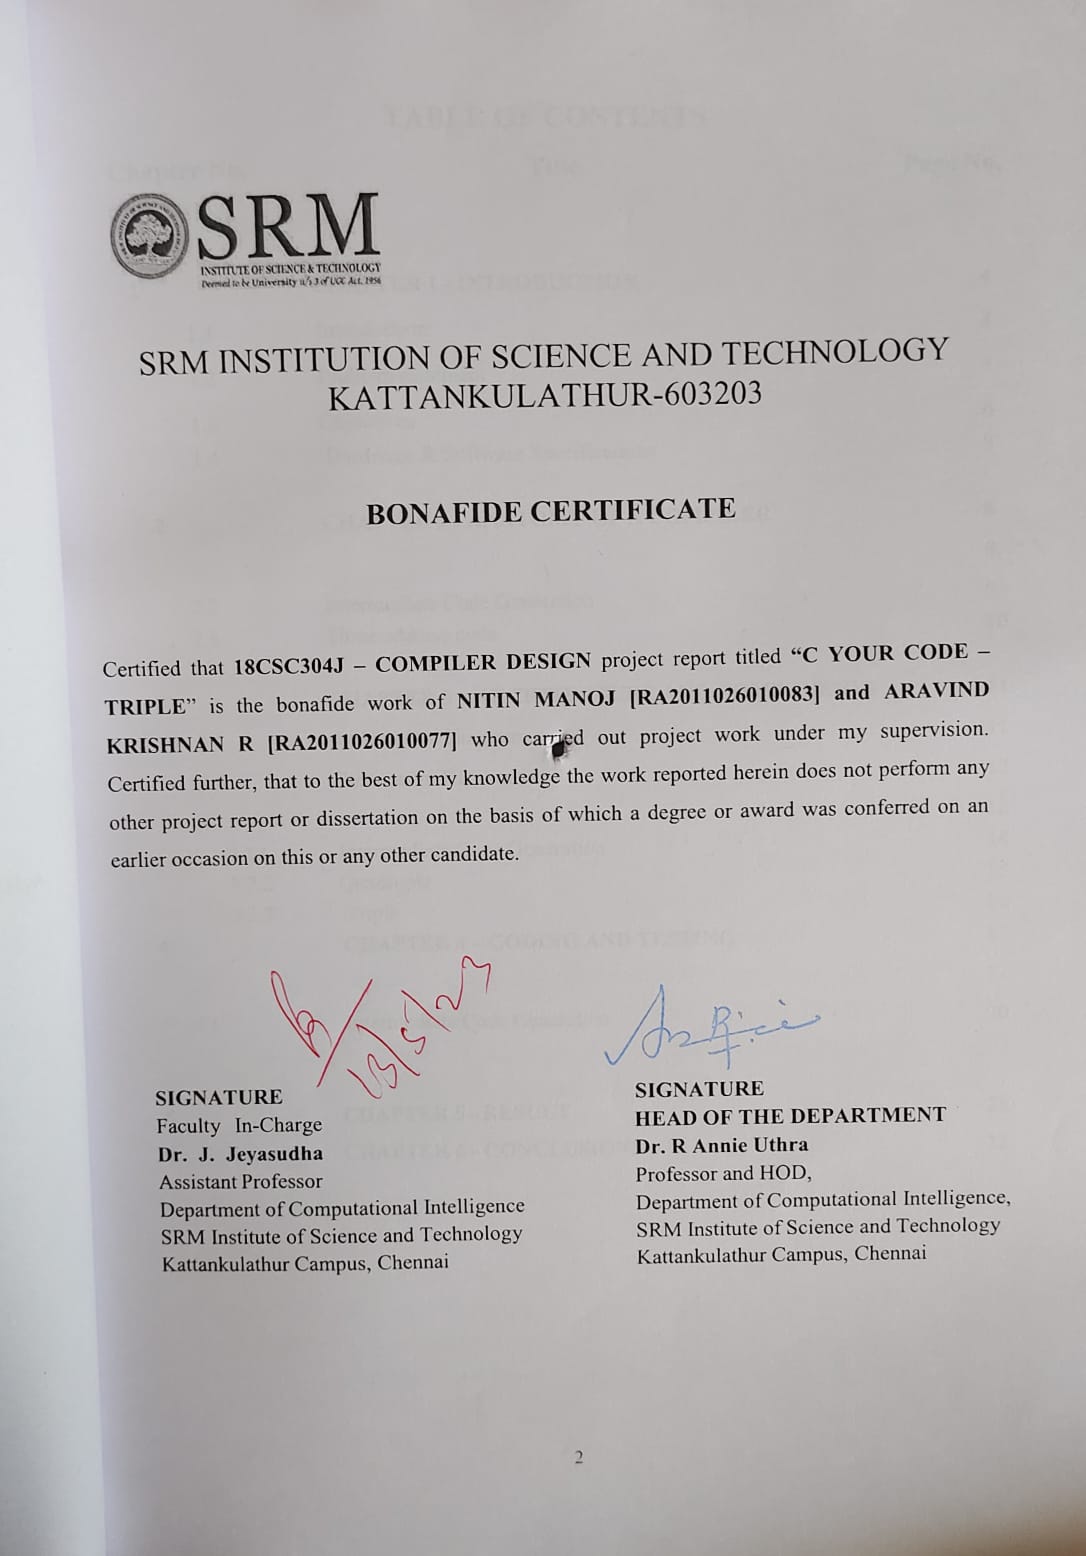 SRM
INSTITUTE OF SCIENCE & TECHNOLOGY
Deemed to be University u/s 3 of UGC Act, 1956
SRM INSTITUTION OF SCIENCE AND TECHNOLOGY
KATTANKULATHUR-603203
BONAFIDE CERTIFICATE
Certified that 18CSC304J – COMPILER DESIGN project report titled “C YOUR CODE –
TRIPLE” is the bonafide work of NITIN MANOJ [RA2011026010083] and ARAVIND
KRISHNAN R [RA2011026010077] who carried out project work under my supervision.
Certified further, that to the best of my knowledge the work reported herein does not perform any
other project report or dissertation on the basis of which a degree or award was conferred on an
earlier occasion on this or any other candidate.
SIGNATURE
Faculty In-Charge
Dr. J. Jeyasudha
Assistant Professor
Department of Computational Intelligence
SRM Institute of Science and Technology
Kattankulathur Campus, Chennai
SIGNATURE
HEAD OF THE DEPARTMENT
Dr. R Annie Uthra
Professor and HOD,
Department of Computational Intelligence,
SRM Institute of Science and Technology
Kattankulathur Campus, Chennai
2